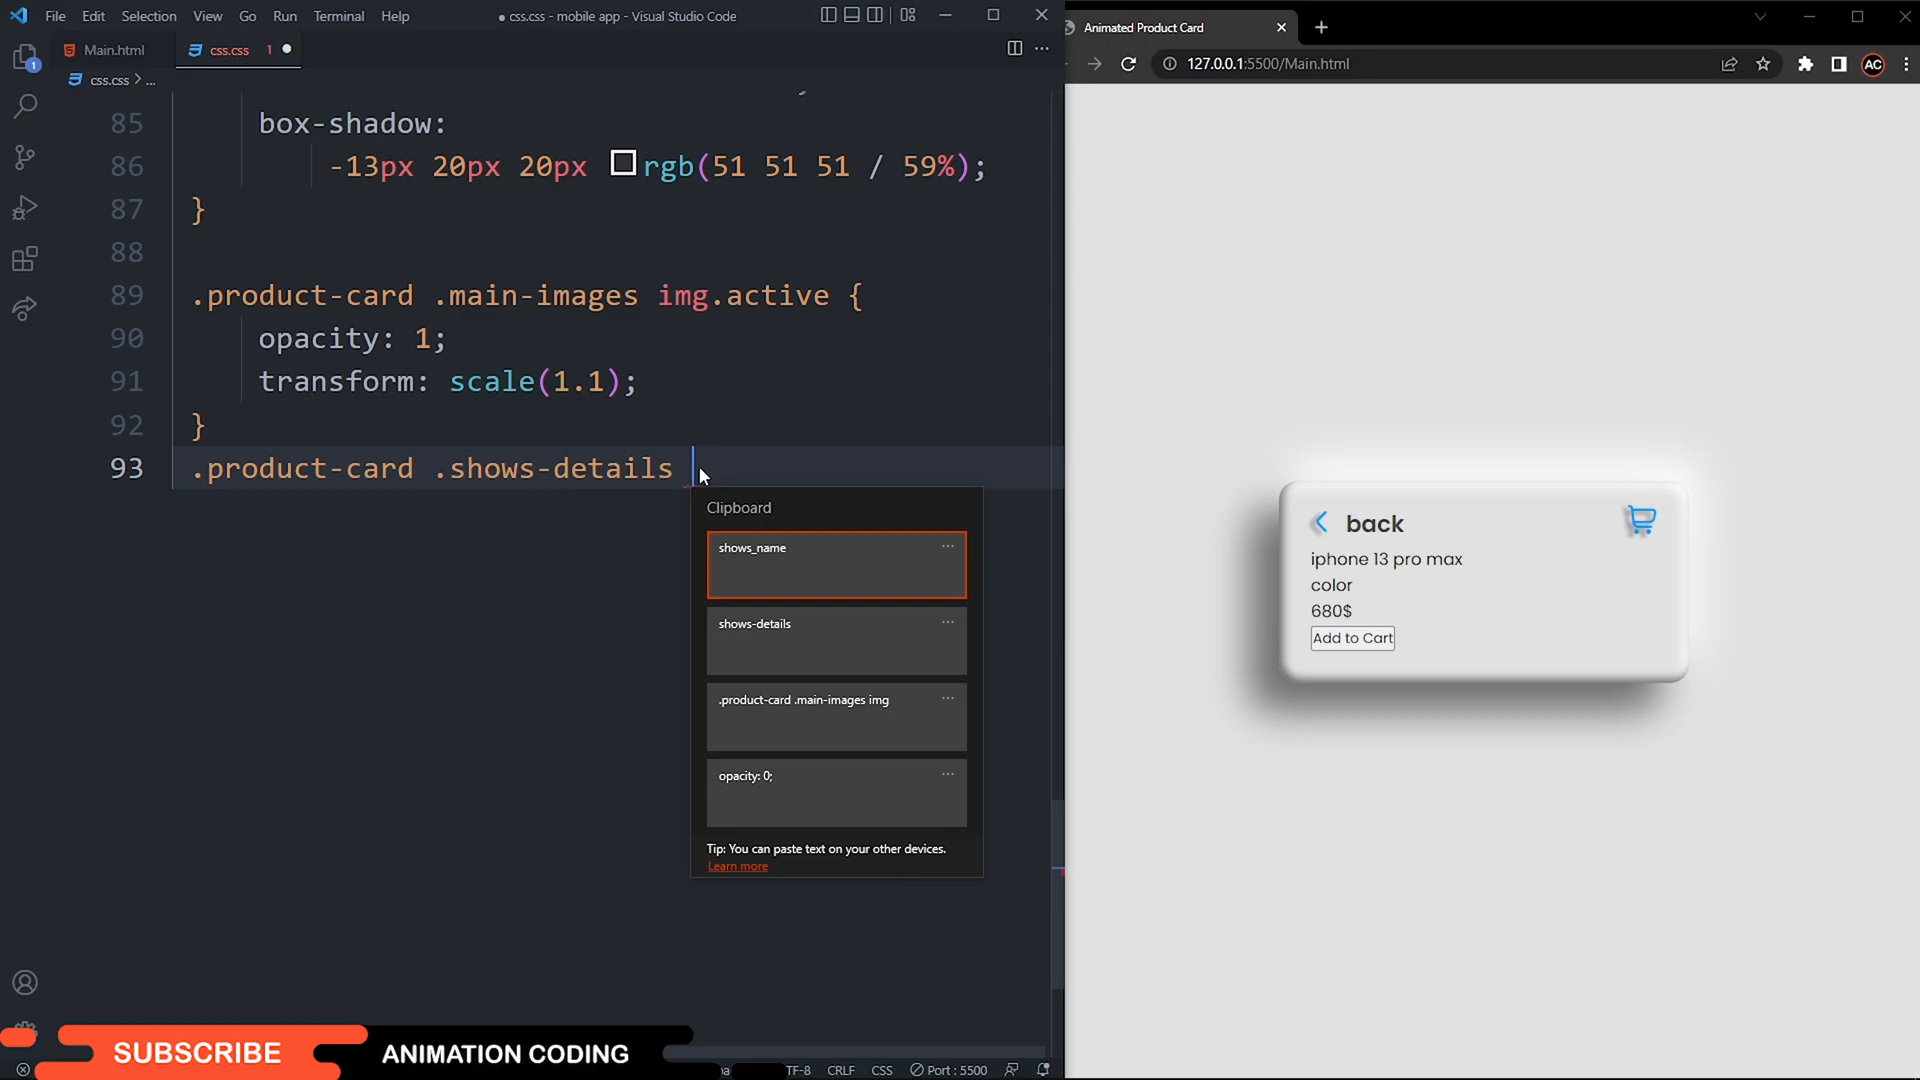 File Edit Selection View Go Run Terminal Help
● css.css - mobile app - Visual Studio Code
Main.html
css.css 1 ●
css.css > ...
85 box-shadow:
86 -13px 20px 20px rgb(51 51 51 / 59%);
87 }
88
89 .product-card .main-images img.active {
90 opacity: 1;
91 transform: scale(1.1);
92 }
93 .product-card .shows-details
Clipboard
shows_name
shows-details
.product-card .main-images img
opacity: 0;
Tip: You can paste text on your other devices.
Learn more
1
SUBSCRIBE
ANIMATION CODING
TF-8 CRLF CSS Port : 5500
Animated Product Card
127.0.0.1:5500/Main.html
AC
back
iphone 13 pro max
color
680$
Add to Cart